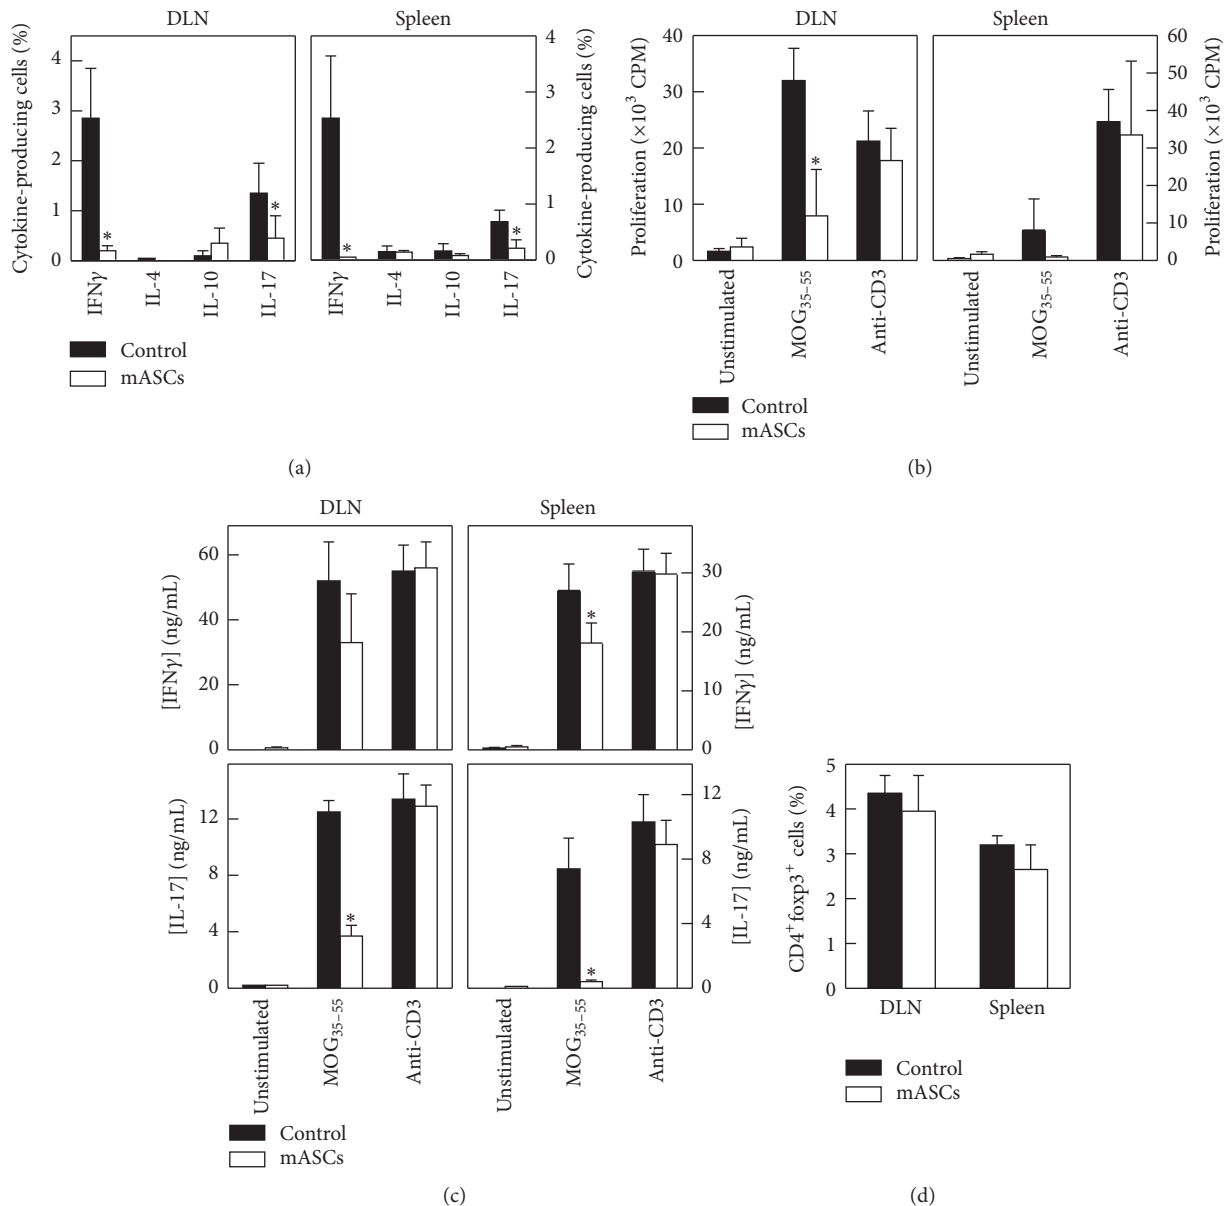 DLN
Spleen
Cytokine-producing cells (%)
4
3
2
1
0
4
3
2
1
0
Cytokine-producing cells (%)
IFNγ
IL-4
IL-10
IL-17
IFNγ
IL-4
IL-10
IL-17
*
*
*
*
Control
mASCs
(a)
DLN
Spleen
Proliferation (×10³ CPM)
40
30
20
10
0
60
50
40
30
20
10
0
Proliferation (×10³ CPM)
*
Unstimulated
MOG₃₅₋₅₅
Anti-CD3
Unstimulated
MOG₃₅₋₅₅
Anti-CD3
Control
mASCs
(b)
DLN
Spleen
[IFNγ] (ng/mL)
60
40
20
0
*
30
20
10
0
[IFNγ] (ng/mL)
[IL-17] (ng/mL)
12
8
4
0
*
*
12
8
4
0
[IL-17] (ng/mL)
Unstimulated
MOG₃₅₋₅₅
Anti-CD3
Unstimulated
MOG₃₅₋₅₅
Anti-CD3
Control
mASCs
(c)
CD4⁺foxp3⁺ cells (%)
5
4
3
2
1
0
DLN
Spleen
Control
mASCs
(d)